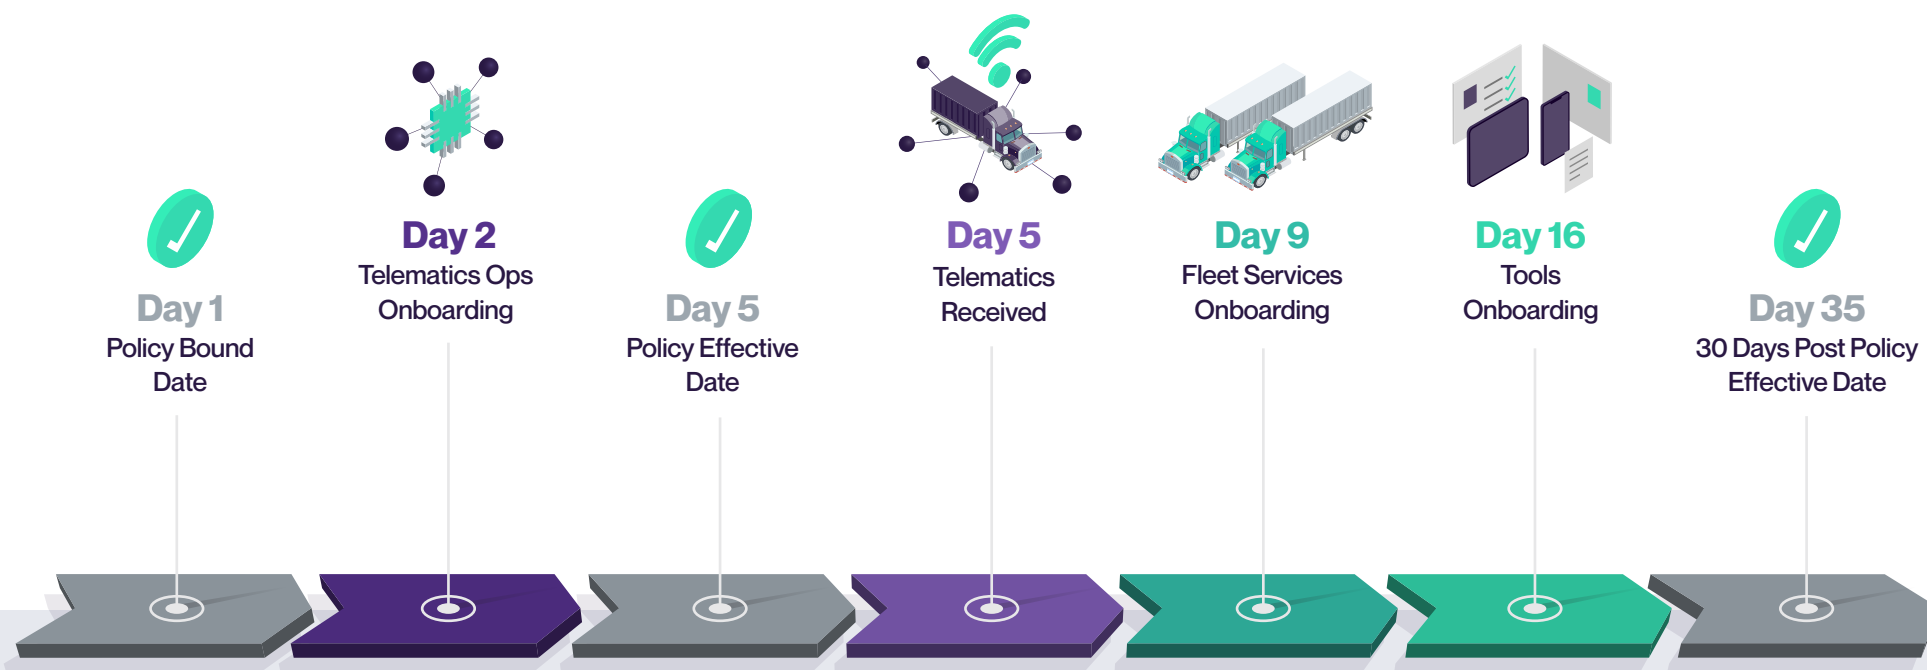 Day 1
Policy Bound
Date
Day 2
Telematics Ops
Onboarding
Day 5
Policy Effective
Date
Day 5
Telematics
Received
Day 9
Fleet Services
Onboarding
Day 16
Tools
Onboarding
Day 35
30 Days Post Policy
Effective Date